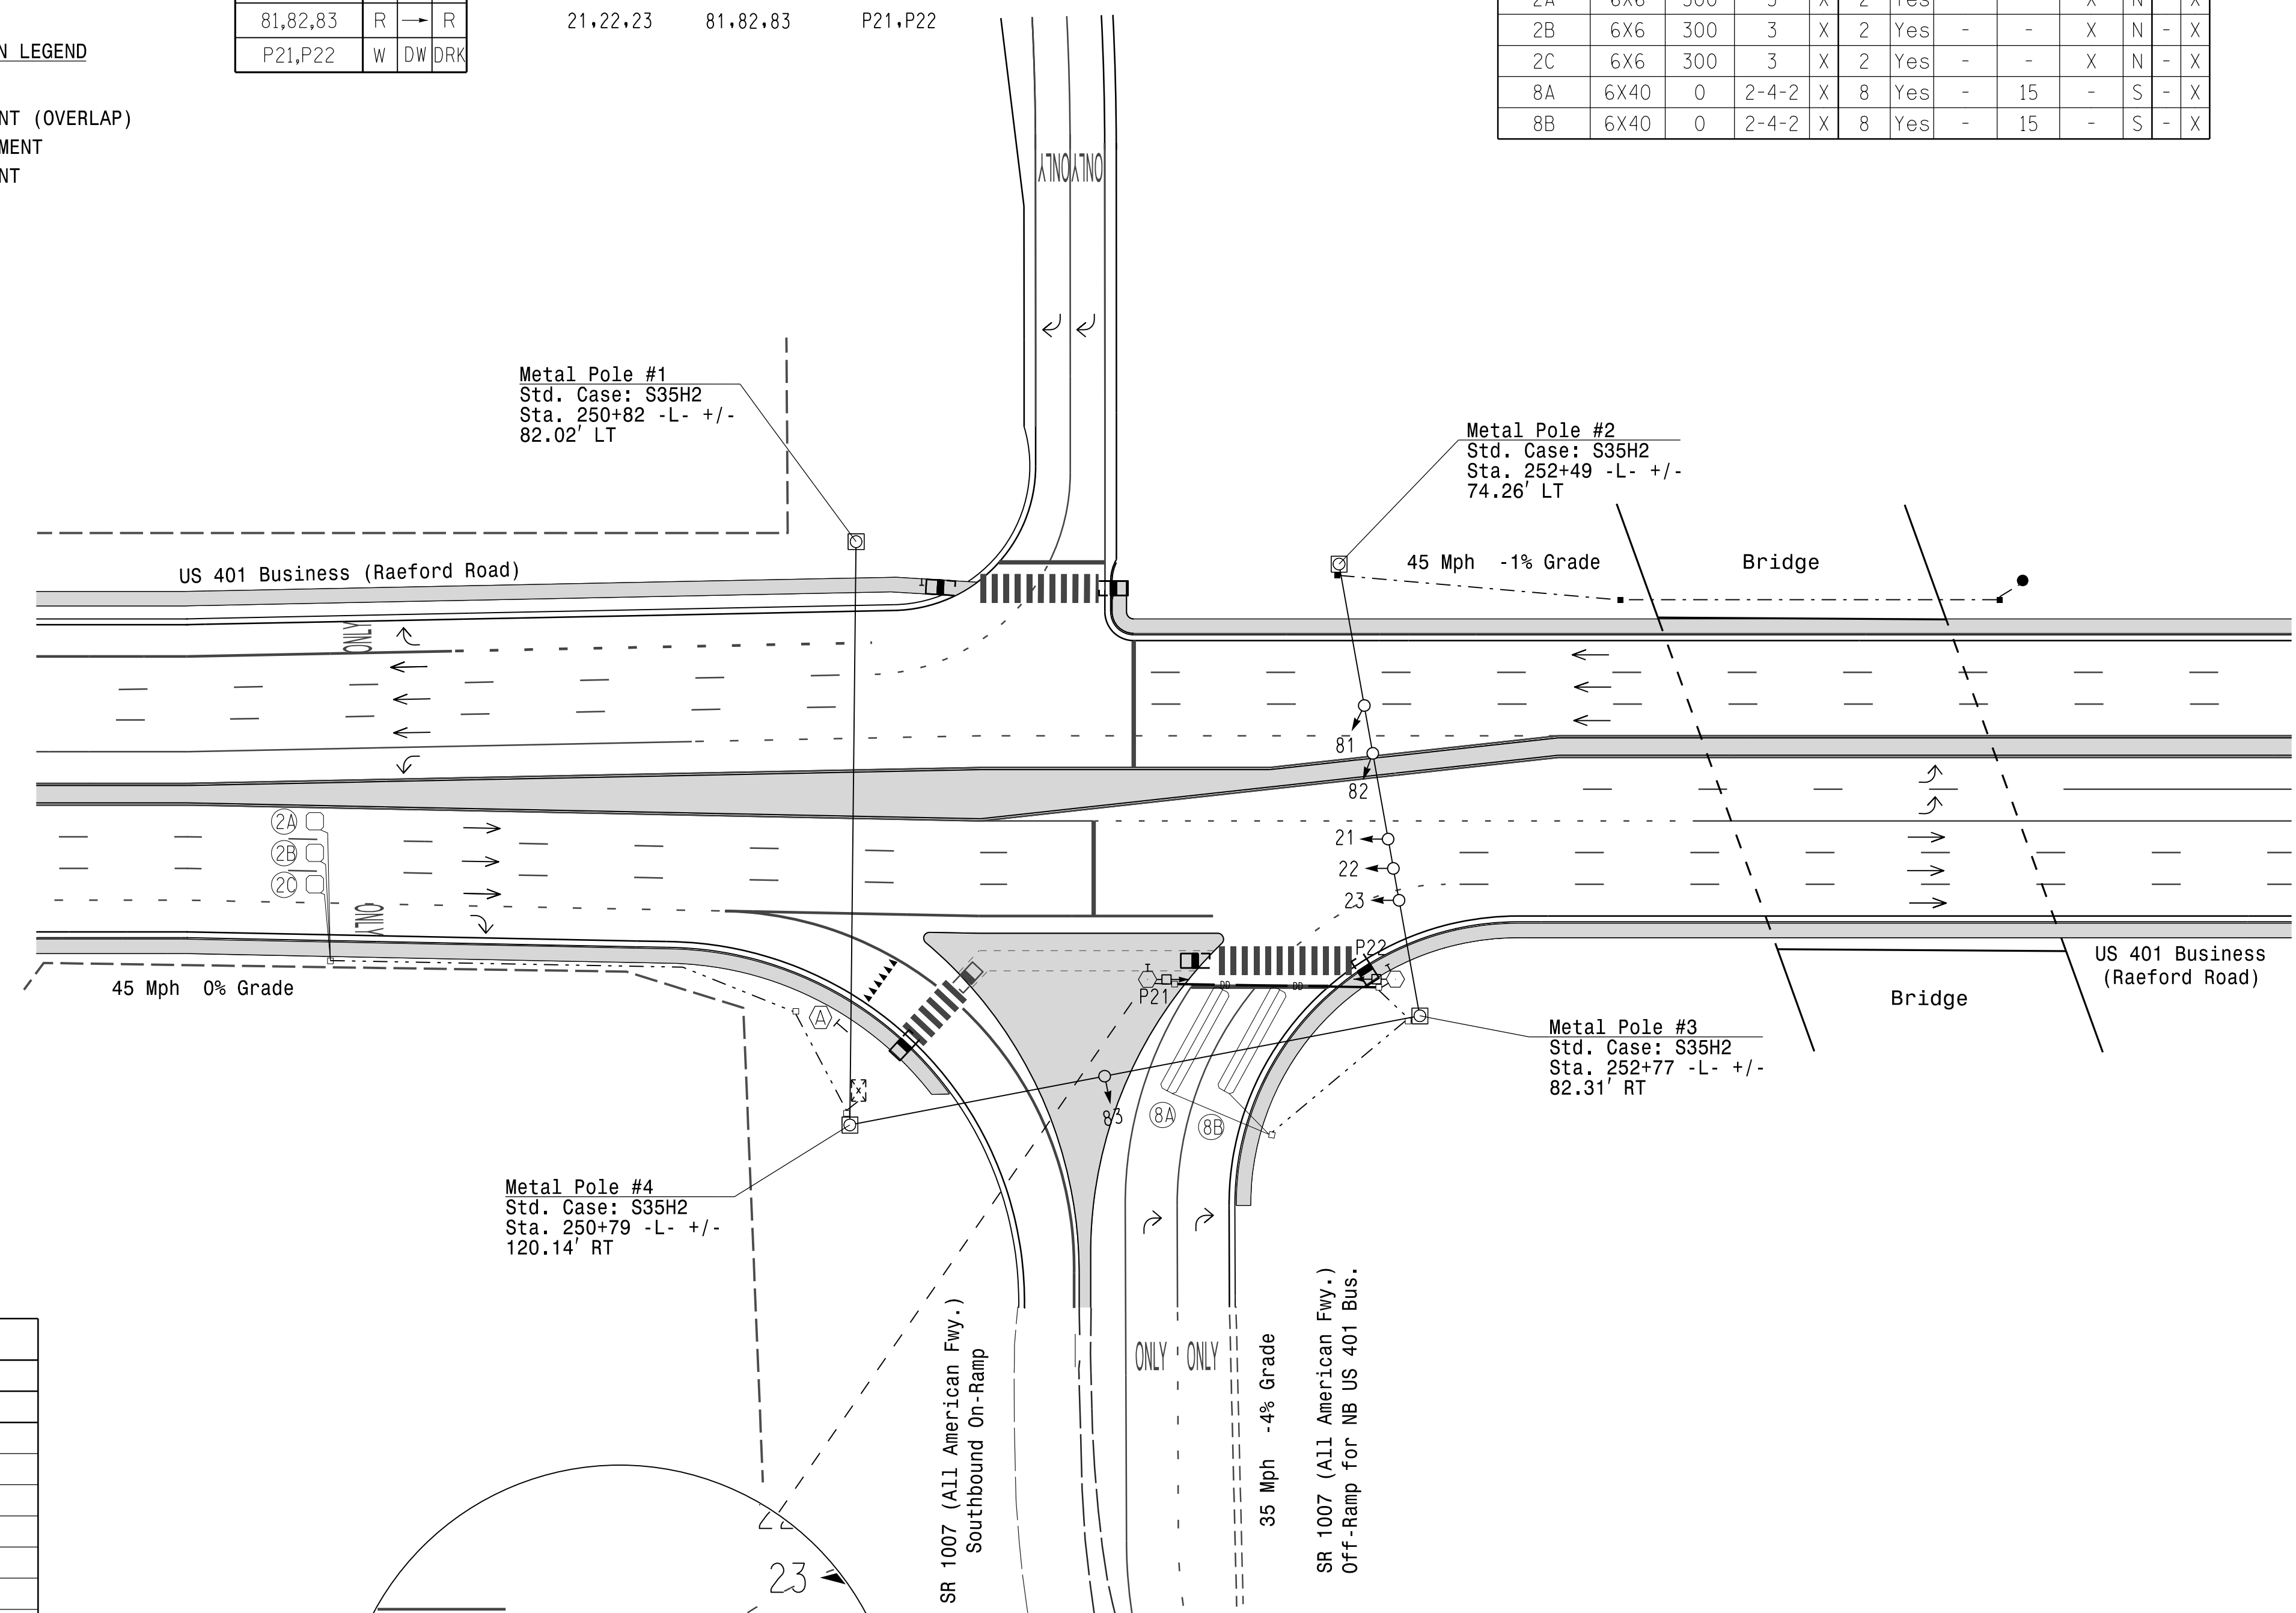 81,82,83 R → R
P21,P22 W DW DRK
21,22,23 81,82,83 P21,P22
N LEGEND
NT (OVERLAP)
MENT
NT
2B 6X6 300 3 X 2 Yes - - X N - X
2C 6X6 300 3 X 2 Yes - - X N - X
8A 6X40 0 2-4-2 X 8 Yes - 15 - S - X
8B 6X40 0 2-4-2 X 8 Yes - 15 - S - X
ONLY ONLY
Metal Pole #1
Std. Case: S35H2
Sta. 250+82 -L- +/-
82.02' LT
Metal Pole #2
Std. Case: S35H2
Sta. 252+49 -L- +/-
74.26' LT
US 401 Business (Raeford Road)
45 Mph -1% Grade
Bridge
ONLY
81
82
2A
2B
2C
21
22
23
ONLY
P22
P21
45 Mph 0% Grade
A
US 401 Business
(Raeford Road)
Bridge
Metal Pole #3
Std. Case: S35H2
Sta. 252+77 -L- +/-
82.31' RT
83
8A
8B
Metal Pole #4
Std. Case: S35H2
Sta. 250+79 -L- +/-
120.14' RT
SR 1007 (All American Fwy.)
Southbound On-Ramp
ONLY ONLY
35 Mph -4% Grade
SR 1007 (All American Fwy.)
Off-Ramp for NB US 401 Bus.
22
23